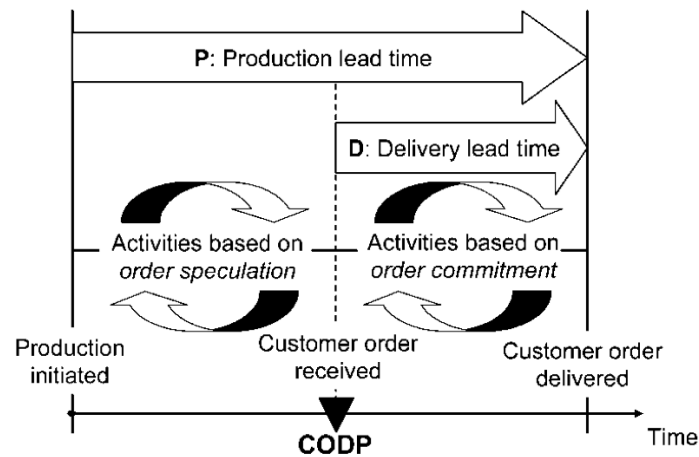 P: Production lead time
D: Delivery lead time
Activities based on
order speculation
Activities based on
order commitment
Production
initiated
Customer order
received
Customer order
delivered
CODP
Time